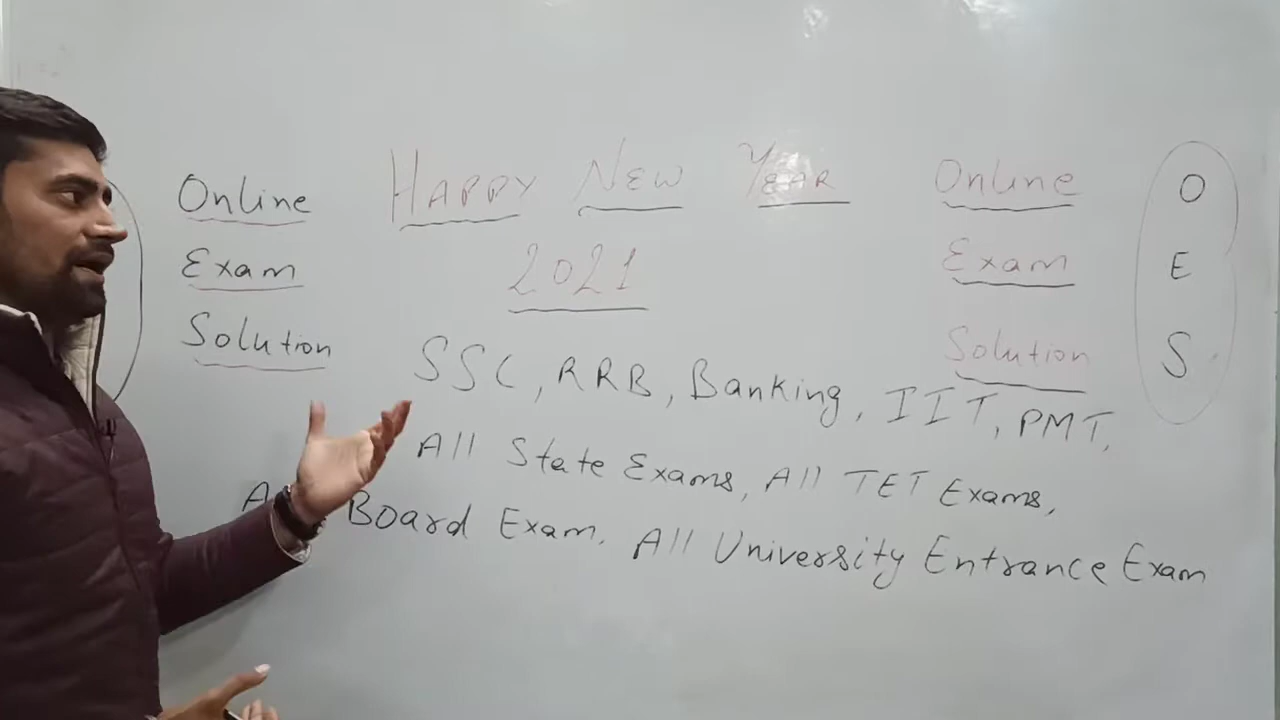 Online HAPPY NEW YEAR Online O
Exam 2021 Exam E
Solution Solution S
SSC, RRB, Banking, IIT, PMT,
All State Exams, All TET Exams,
Board Exam. All University Entrance Exam